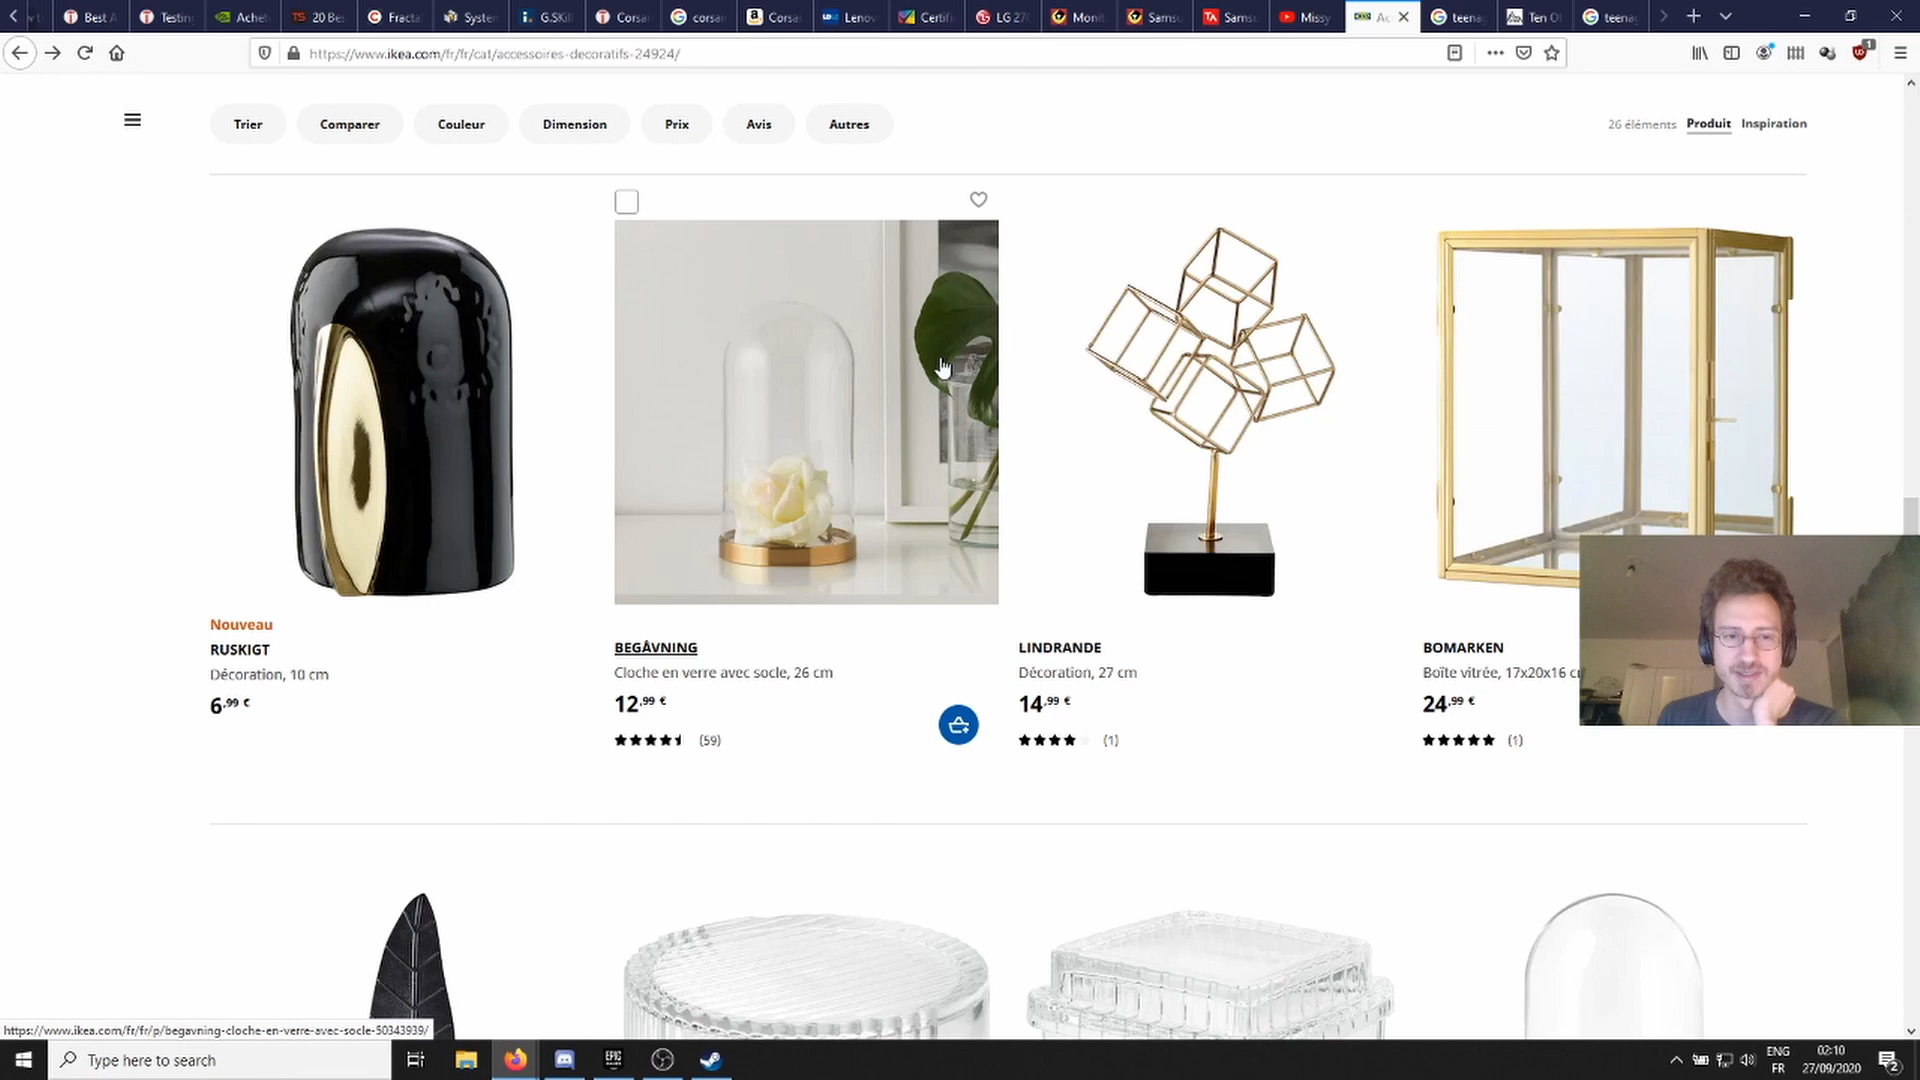 Best A
Testin
Achet
20 Be
Fracta
Systen
G.SKil
Corsa
corsai
Corsa
Lenov
Certifi
LG 27
Monit
Samsu
Samsu
Missy
Ac
teena
Ten O
teena
https://www.ikea.com/fr/fr/cat/accessoires-decoratifs-24924/
1
Trier
Comparer
Couleur
Dimension
Prix
Avis
Autres
26 éléments
Produit
Inspiration
Nouveau
RUSKIGT
Décoration, 10 cm
6,99 €
BEGÅVNING
Cloche en verre avec socle, 26 cm
12,99 €
(59)
LINDRANDE
Décoration, 27 cm
14,99 €
(1)
BOMARKEN
Boîte vitrée, 17x20x16 c
24,99 €
(1)
https://www.ikea.com/fr/fr/p/begavning-cloche-en-verre-avec-socle-50343939/
Type here to search
EPIC
ENG
FR
02:10
27/09/2020
2